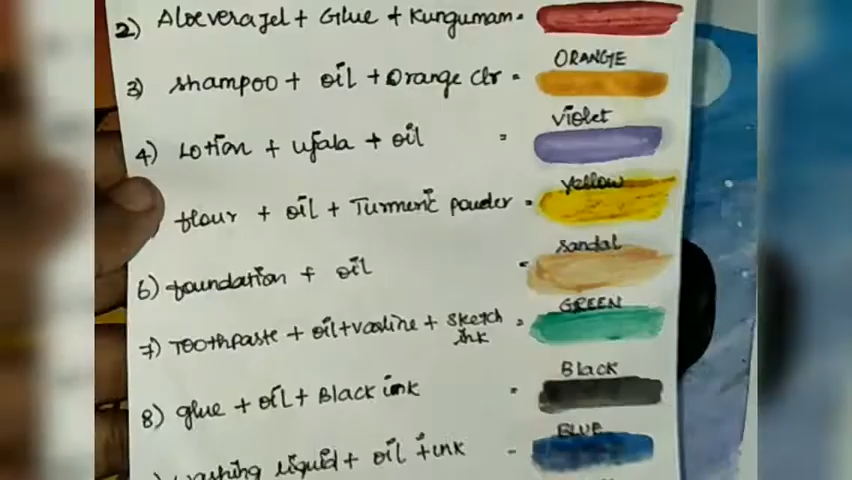 2) Aloeverajel + Glue + Kungumam =
ORANGE
3) shampoo + oil + Orange clr =
violet
4) Lotion + ujala + oil =
yellow
flour + oil + Turmeric powder =
sandal
6) foundation + oil =
GREEN
7) Toothpaste + oil + vasline + sketch ink =
Black
8) glue + oil + Black ink =
BLUE
washing liquid + oil + ink =